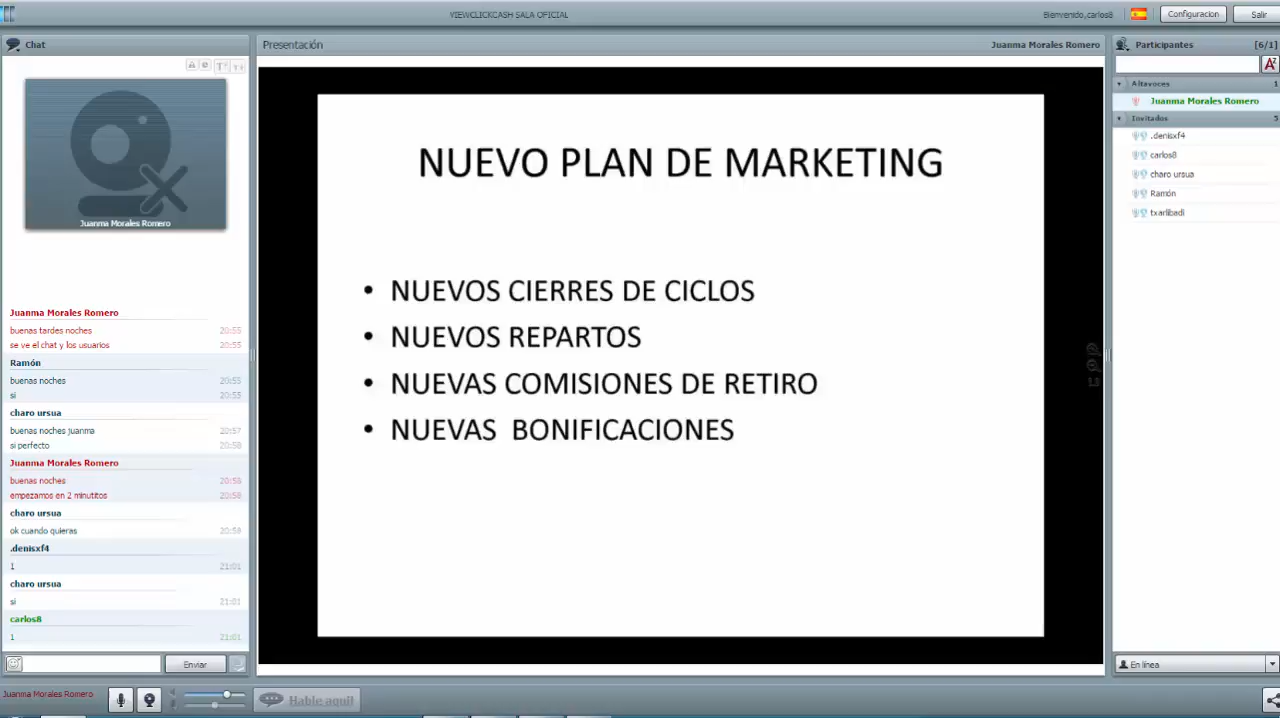 VIEWCLICKCASH SALA OFICIAL
Bienvenido,carlos8
Configuracion
Salir
Chat
Juanma Morales Romero
Juanma Morales Romero
buenas tardes noches 20:55
se ve el chat y los usuarios 20:55
Ramón
buenas noches 20:55
si 20:55
charo ursua
buenas noches juanma 20:57
si perfecto 20:58
Juanma Morales Romero
buenas noches 20:58
empezamos en 2 minutitos 20:58
charo ursua
ok cuando quieras 20:58
.denisxf4
1 21:01
charo ursua
si 21:01
carlos8
1 21:01
Enviar
Juanma Morales Romero
Hable aquí!
Presentación
Juanma Morales Romero
NUEVO PLAN DE MARKETING
• NUEVOS CIERRES DE CICLOS
• NUEVOS REPARTOS
• NUEVAS COMISIONES DE RETIRO
• NUEVAS BONIFICACIONES
Participantes [6/1]
Altavoces 1
Juanma Morales Romero
Invitados 5
.denisxf4
carlos8
charo ursua
Ramón
txarlibadi
En línea